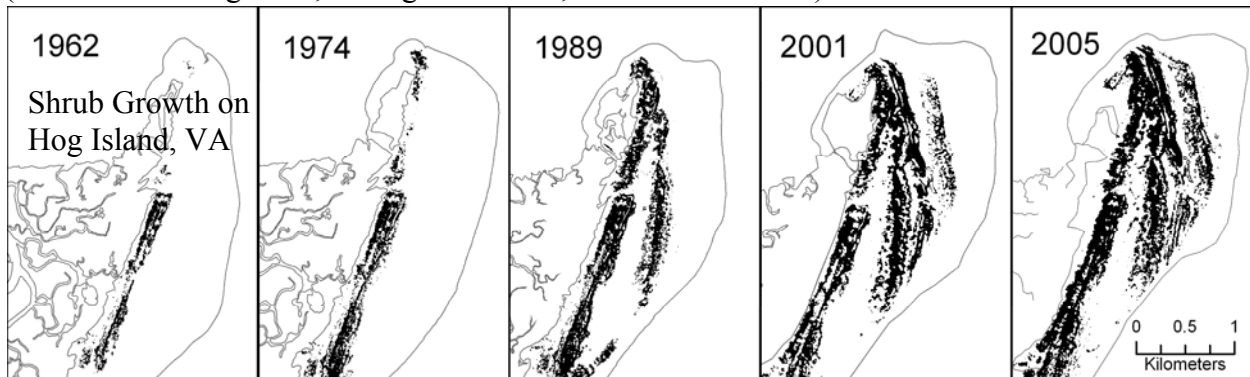 1962
Shrub Growth on
Hog Island, VA
1974
1989
2001
2005
0 0.5 1
Kilometers